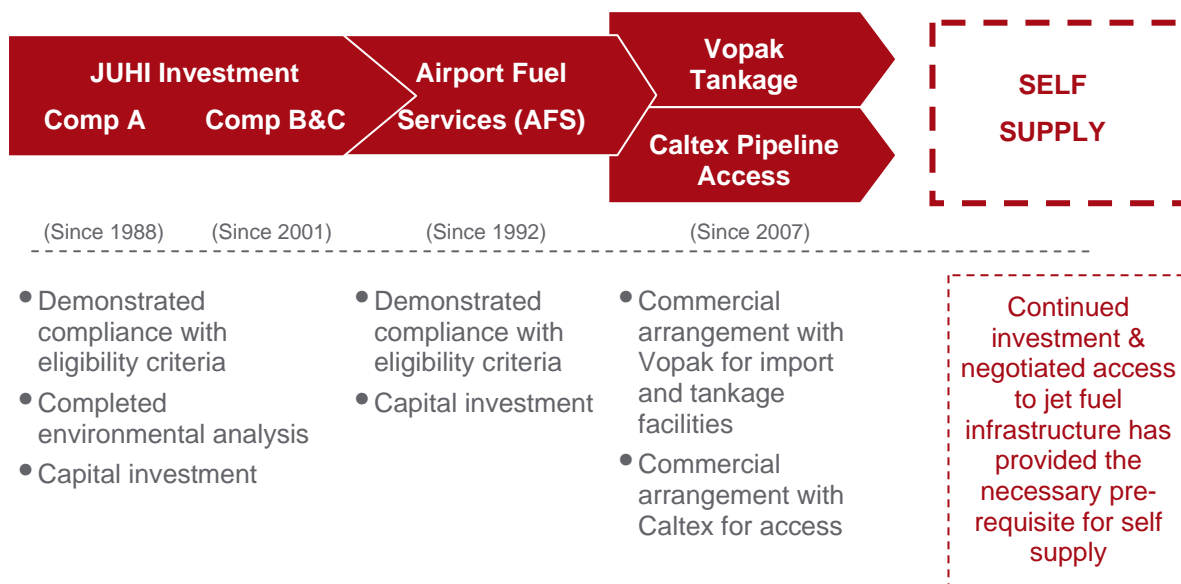 JUHI Investment
Comp A
Comp B&C
Airport Fuel
Services (AFS)
Vopak
Tankage
Caltex Pipeline
Access
SELF
SUPPLY
(Since 1988)
(Since 2001)
(Since 1992)
(Since 2007)
• Demonstrated
compliance with
eligibility criteria
• Completed
environmental analysis
• Capital investment
• Demonstrated
compliance with
eligibility criteria
• Capital investment
• Commercial
arrangement with
Vopak for import
and tankage
facilities
• Commercial
arrangement with
Caltex for access
Continued
investment &
negotiated access
to jet fuel
infrastructure has
provided the
necessary pre-
requisite for self
supply